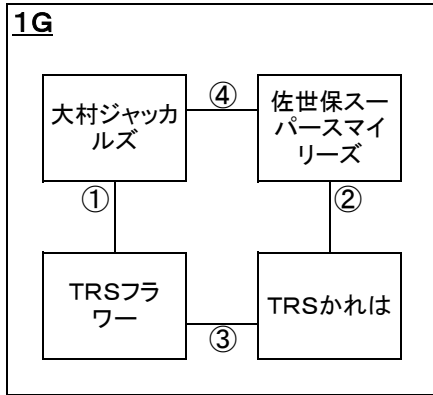 1G
大村ジャッカ
ルズ
④
佐世保スー
パースマイ
リーズ
①
②
TRSフラ
ワー
③
TRSかれは